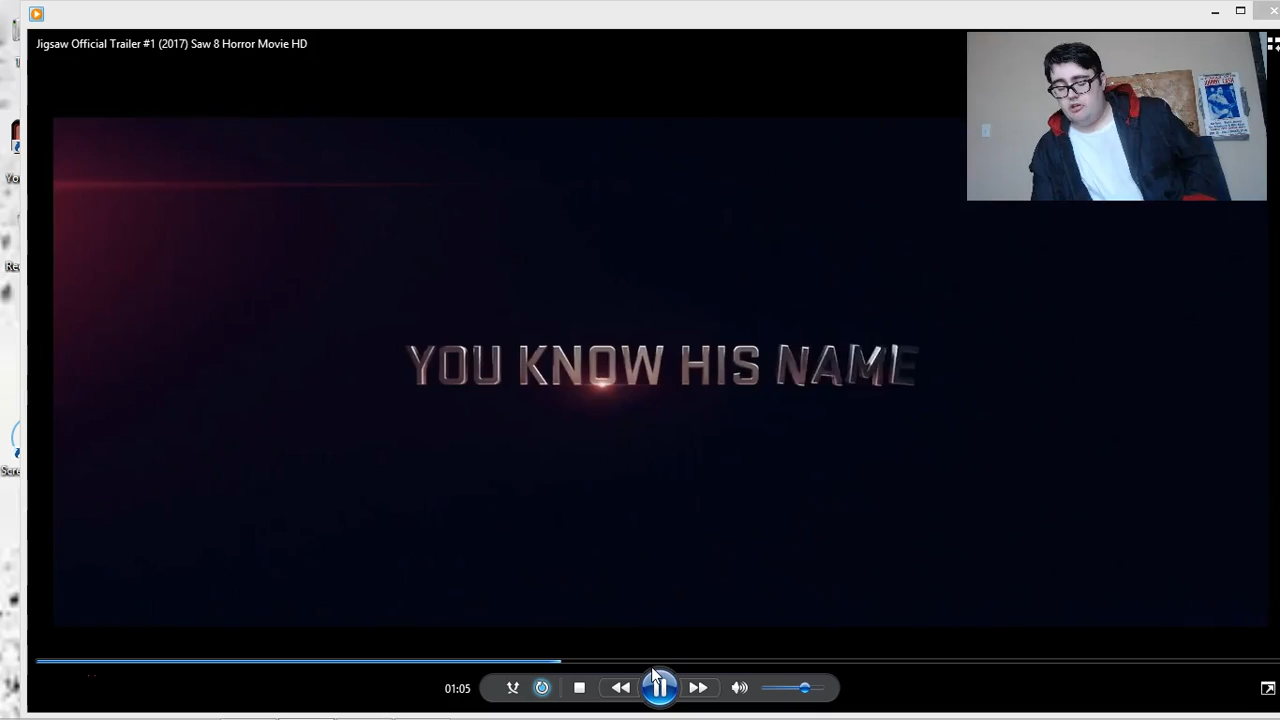 Jigsaw Official Trailer #1 (2017) Saw 8 Horror Movie HD
YOU KNOW HIS NAME
01:05